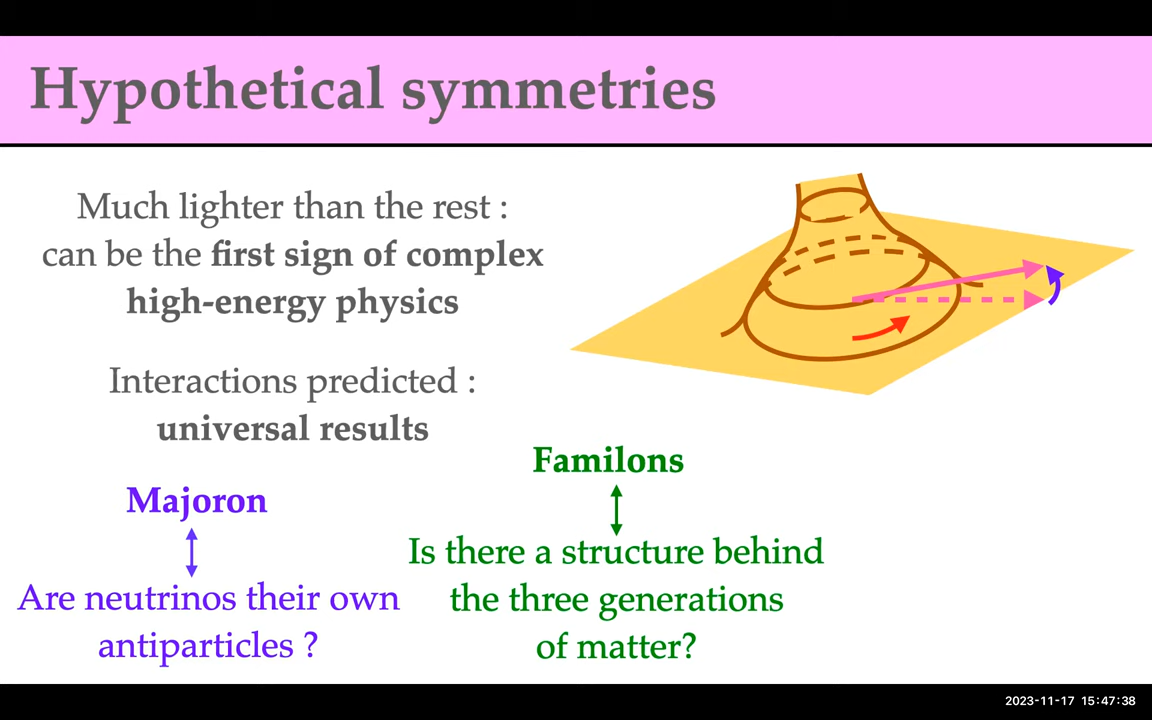 Hypothetical symmetries
Much lighter than the rest :
can be the first sign of complex
high-energy physics
Interactions predicted :
universal results
Majoron
Are neutrinos their own
antiparticles ?
Familons
Is there a structure behind
the three generations
of matter?
2023-11-17 15:47:38